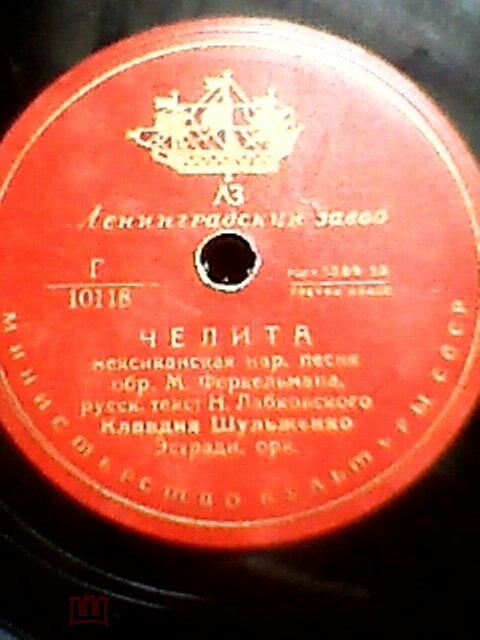 ЛЗ
Ленинградский завод
Г
10118
ЧЕЛИТА
мексиканская нар. песня
обр. М. Феркельмана,
русск. текст Н. Лабковского
Клавдия Шульженко
Эстрадн. орк.
МИНИСТЕРСТВО КУЛЬТУРЫ СССР